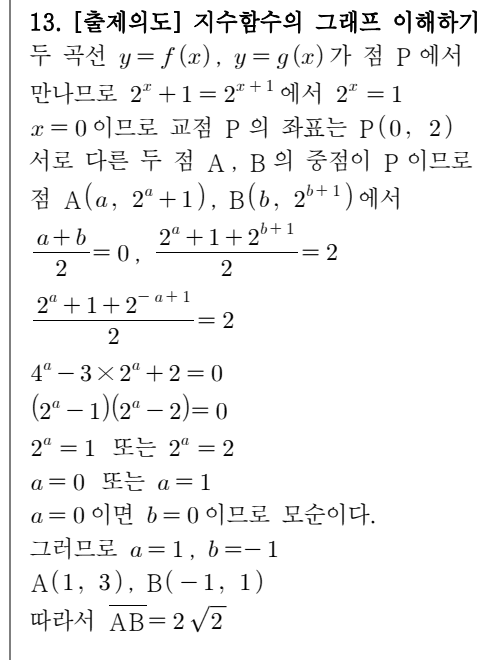 13. [출제의도] 지수함수의 그래프 이해하기
두 곡선 y=f(x), y=g(x)가 점 P에서
만나므로 2^x+1=2^{x+1}에서 2^x=1
x=0이므로 교점 P의 좌표는 P(0, 2)
서로 다른 두 점 A, B의 중점이 P이므로
점 A(a, 2^a+1), B(b, 2^{b+1})에서
\frac{a+b}{2}=0, \frac{2^a+1+2^{b+1}}{2}=2
\frac{2^a+1+2^{-a+1}}{2}=2
4^a-3×2^a+2=0
(2^a-1)(2^a-2)=0
2^a=1 또는 2^a=2
a=0 또는 a=1
a=0이면 b=0이므로 모순이다.
그러므로 a=1, b=-1
A(1, 3), B(-1, 1)
따라서 \overline{AB}=2\sqrt{2}